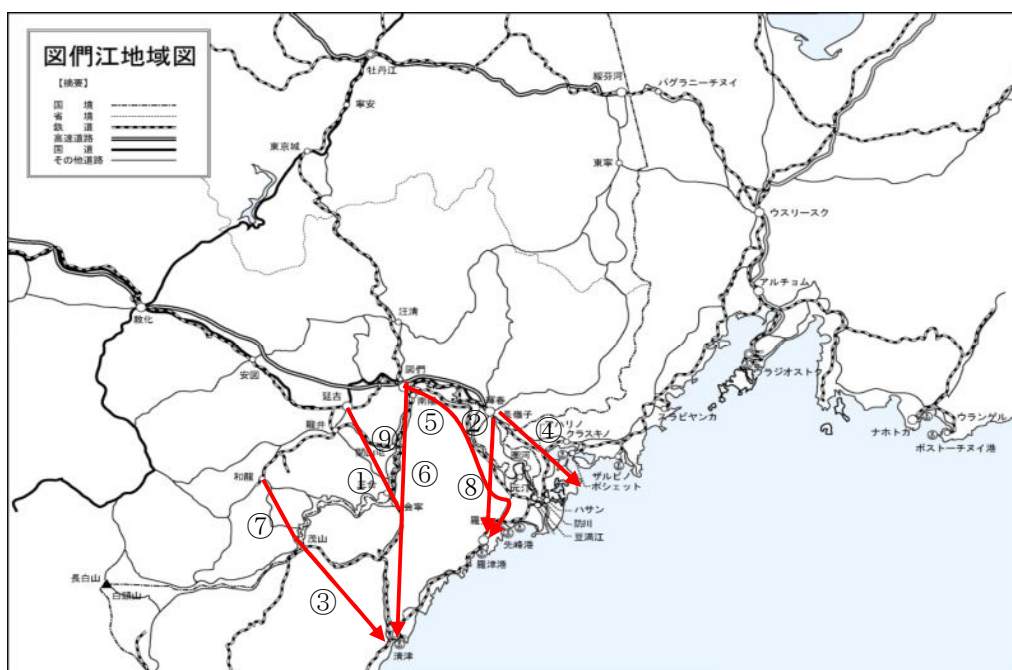 図們江地域図
【摘要】
国境
省境
鉄道
高速道路
国道
その他道路
牡丹江
綏芬河
バグラニーチヌイ
寧安
東京城
東寧
ウスリースク
アルチョム
汪清
敦化
図們
安図
延吉
琿春
ウラジオストク
長嶺子
龍井
⑤
②
④
クラスキノ
スラビヤンカ
ウランゲル
ナホトカ
ボストーチヌイ港
⑨
和龍
①
⑥
⑧
ザルビノ
ポシェット
会寧
ハサン
防川
豆満江
⑦
茂山
先峰港
羅津港
長白山
白頭山
③
清津